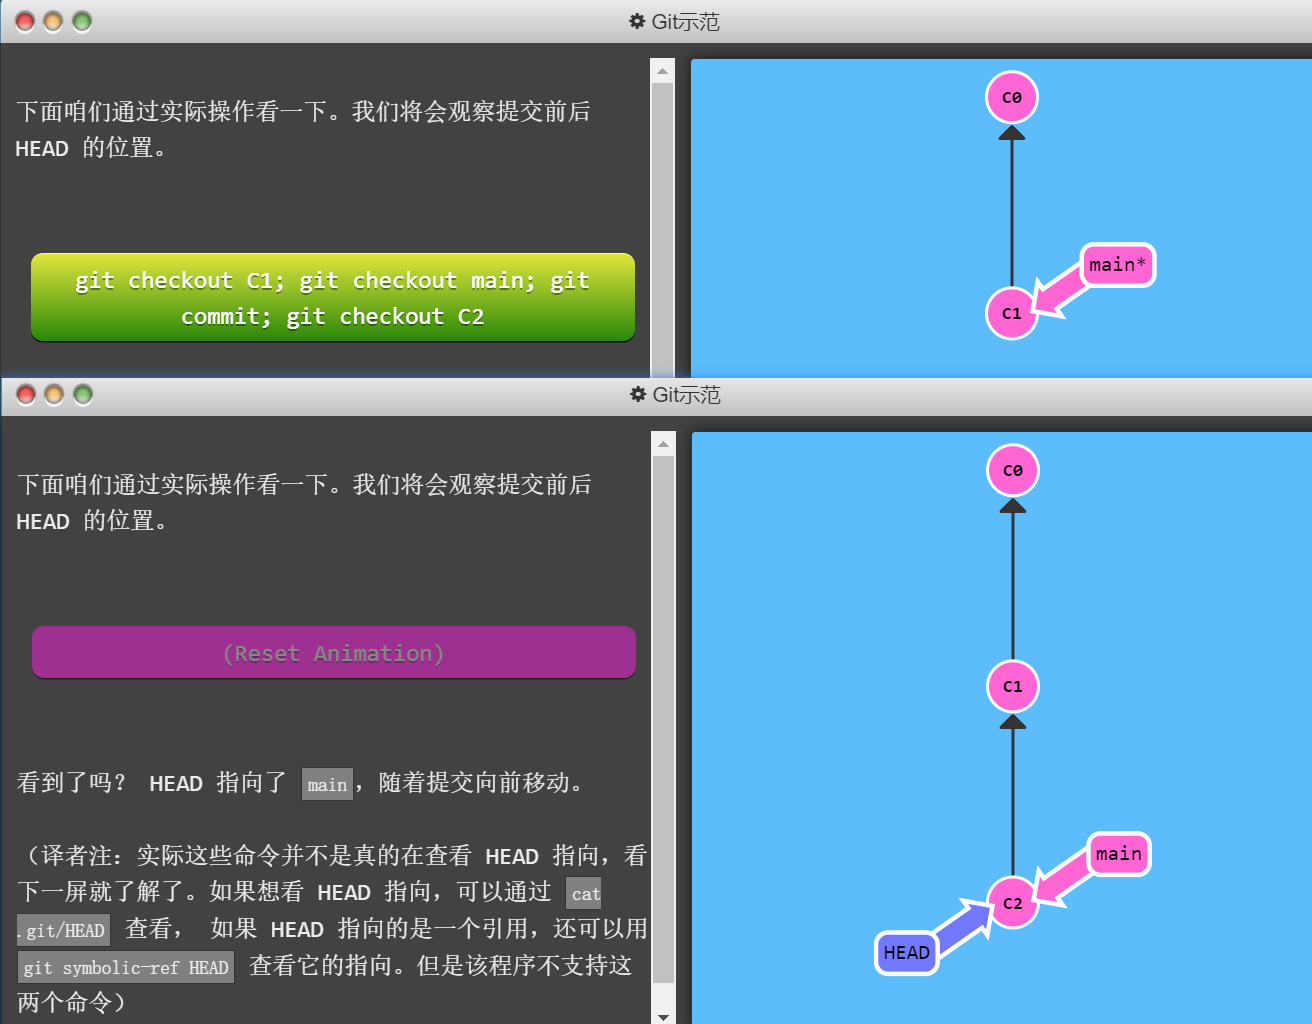 Git示范
下面咱们通过实际操作看一下。我们将会观察提交前后
HEAD 的位置。
git checkout C1; git checkout main; git
commit; git checkout C2
C0
main*
C1
Git示范
下面咱们通过实际操作看一下。我们将会观察提交前后
HEAD 的位置。
(Reset Animation)
看到了吗? HEAD 指向了 main,随着提交向前移动。
(译者注:实际这些命令并不是真的在查看 HEAD 指向,看
下一屏就了解了。如果想看 HEAD 指向,可以通过 cat
.git/HEAD 查看, 如果 HEAD 指向的是一个引用,还可以用
git symbolic-ref HEAD 查看它的指向。但是该程序不支持这
两个命令)
C0
C1
main
C2
HEAD